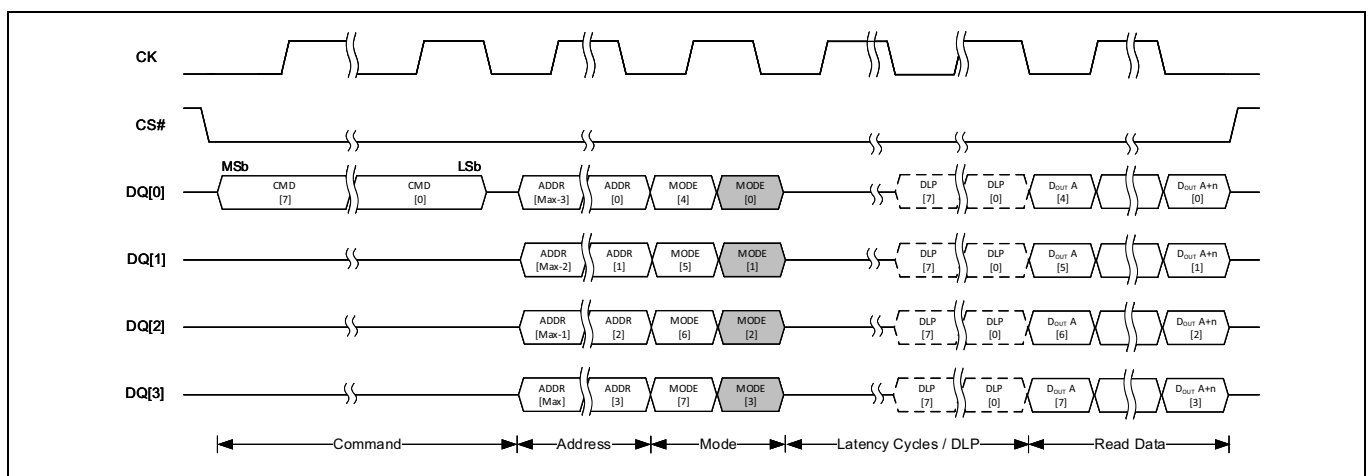 CK
CS#
MSb LSb
DQ[0] CMD [7] CMD [0] ADDR [Max-3] ADDR [0] MODE [4] MODE [0] DLP [7] DLP [0] DOUT A [4] DOUT A+n [0]
DQ[1] ADDR [Max-2] ADDR [1] MODE [5] MODE [1] DLP [7] DLP [0] DOUT A [5] DOUT A+n [1]
DQ[2] ADDR [Max-1] ADDR [2] MODE [6] MODE [2] DLP [7] DLP [0] DOUT A [6] DOUT A+n [2]
DQ[3] ADDR [Max] ADDR [3] MODE [7] MODE [3] DLP [7] DLP [0] DOUT A [7] DOUT A+n [3]
Command Address Mode Latency Cycles / DLP Read Data